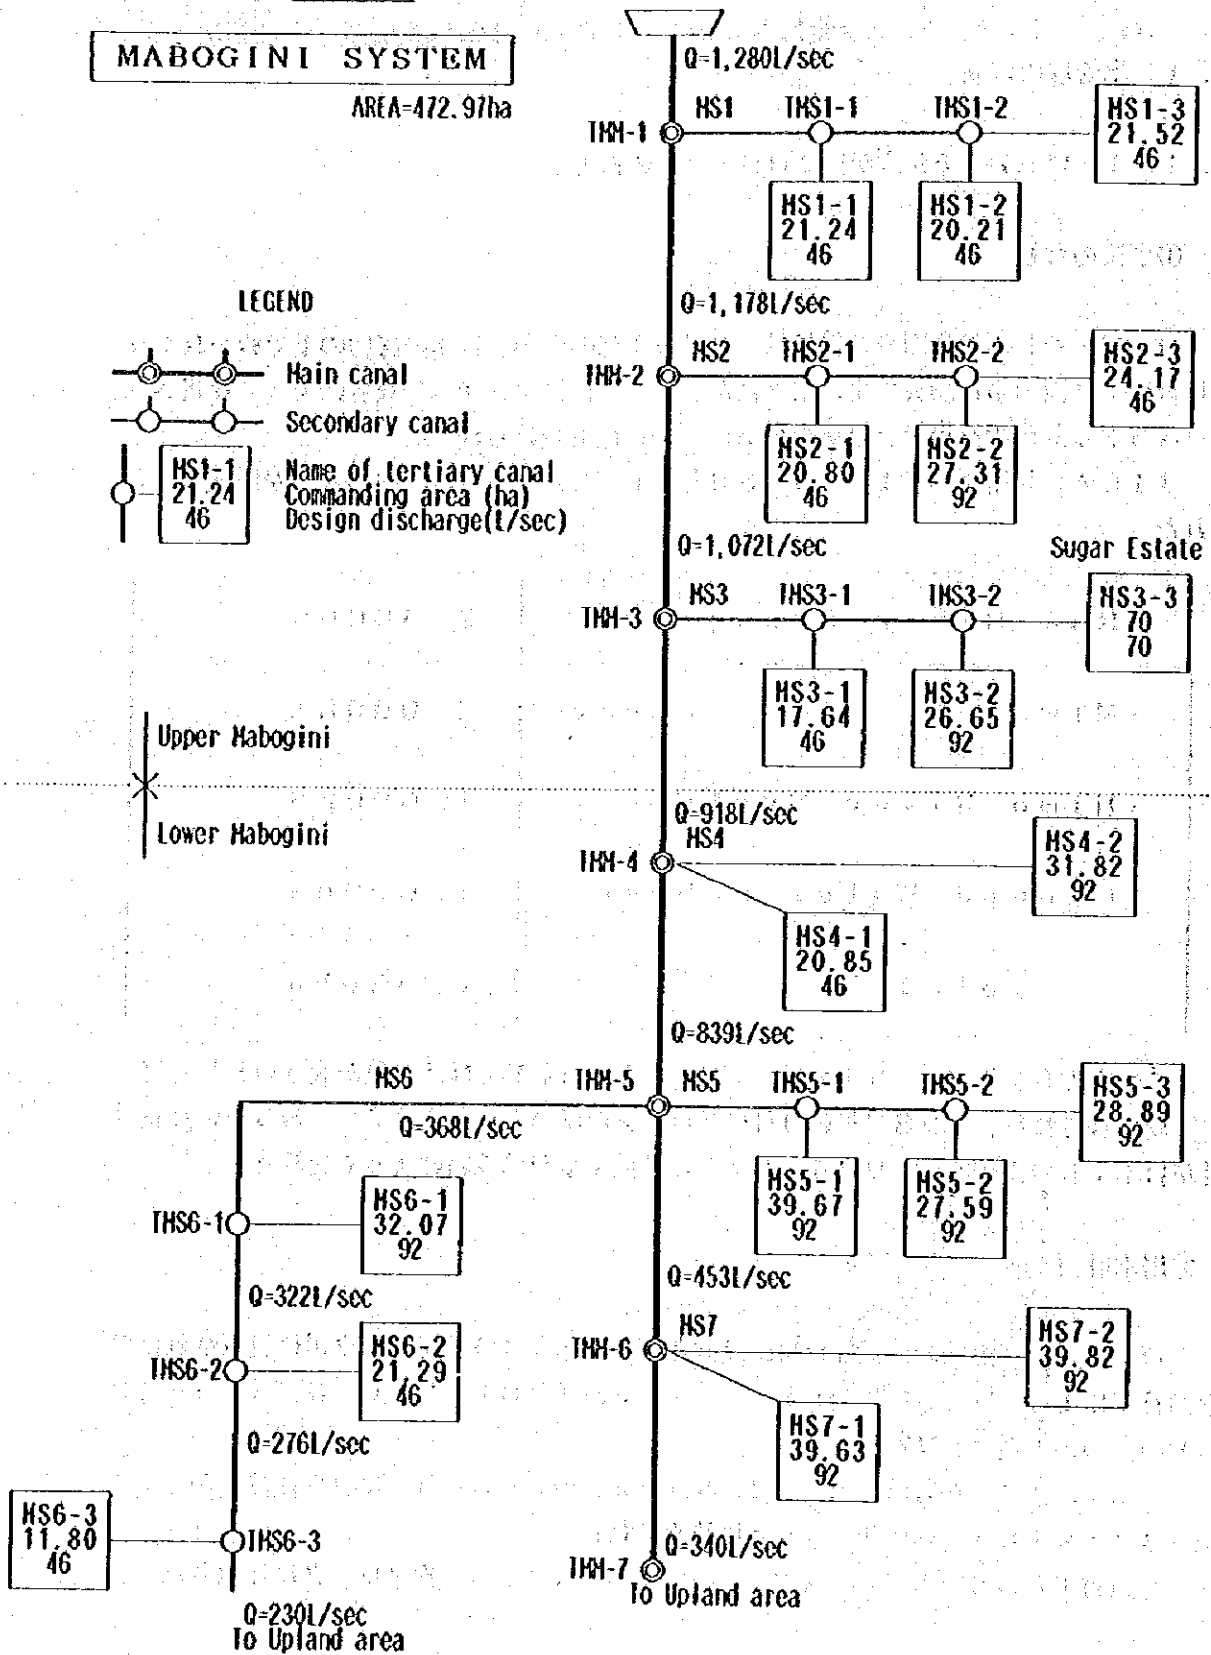 MABOGINI SYSTEM
AREA=472.97ha
Q=1,280l/sec
TMM-1
MS1
TMS1-1
TMS1-2
MS1-3
21.52
46
MS1-1
21.24
46
MS1-2
20.21
46
Q=1,178l/sec
LEGEND
Main canal
Secondary canal
MS1-1
21.24
46
Name of tertiary canal
Commanding area (ha)
Design discharge(l/sec)
TMM-2
MS2
TMS2-1
TMS2-2
MS2-3
24.17
46
MS2-1
20.80
46
MS2-2
27.31
92
Q=1,072l/sec
Sugar Estate
TMM-3
MS3
TMS3-1
TMS3-2
MS3-3
70
70
MS3-1
17.64
46
MS3-2
26.65
92
Upper Mabogini
Lower Mabogini
Q=918l/sec
MS4
TMM-4
MS4-2
31.82
92
MS4-1
20.85
46
Q=839l/sec
MS6
TMM-5
MS5
TMS5-1
TMS5-2
MS5-3
28.89
92
Q=368l/sec
MS5-1
39.67
92
MS5-2
27.59
92
TMS6-1
MS6-1
32.07
92
Q=453l/sec
Q=322l/sec
MS7
TMM-6
MS7-2
39.82
92
TMS6-2
MS6-2
21.29
46
MS7-1
39.63
92
Q=276l/sec
MS6-3
11.80
46
TMS6-3
Q=340l/sec
TMM-7
To Upland area
Q=230l/sec
To Upland area